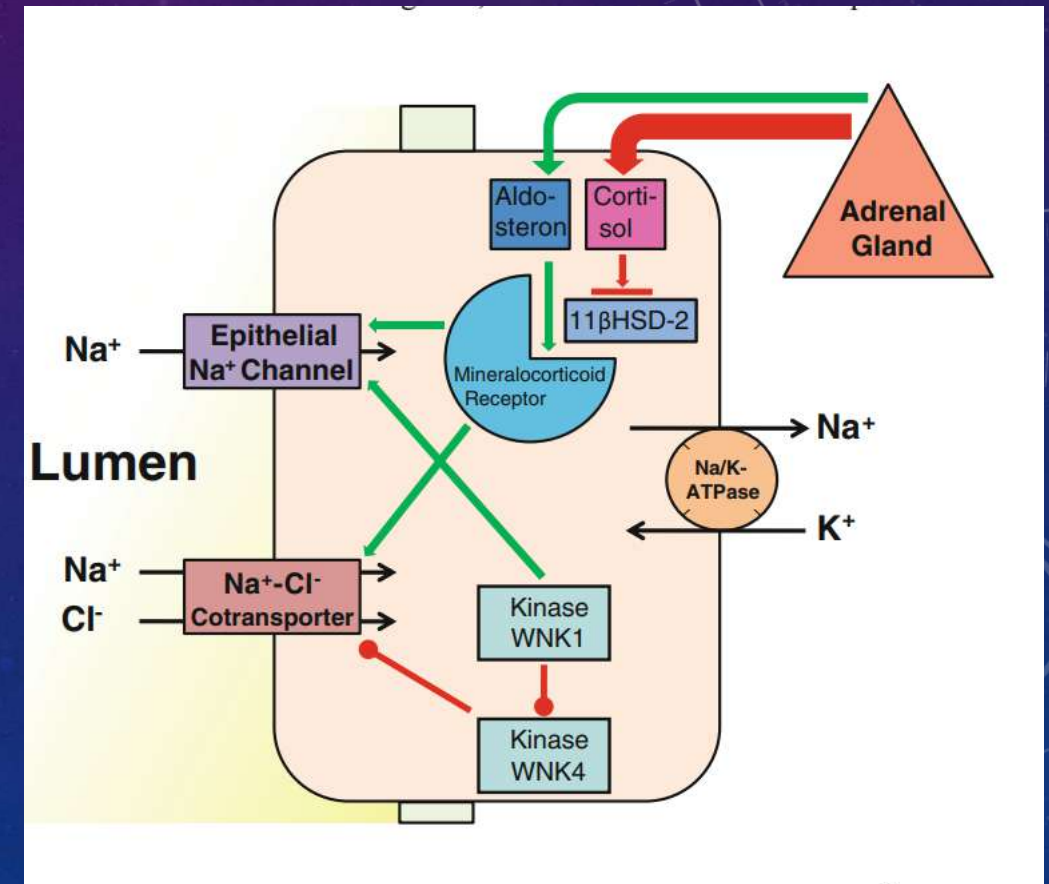 Aldo-
steron
Corti-
sol
Adrenal
Gland
11βHSD-2
Na⁺
Epithelial
Na⁺ Channel
Mineralocorticoid
Receptor
Na⁺
Lumen
Na/K-
ATPase
K⁺
Na⁺
Cl⁻
Na⁺-Cl⁻
Cotransporter
Kinase
WNK1
Kinase
WNK4